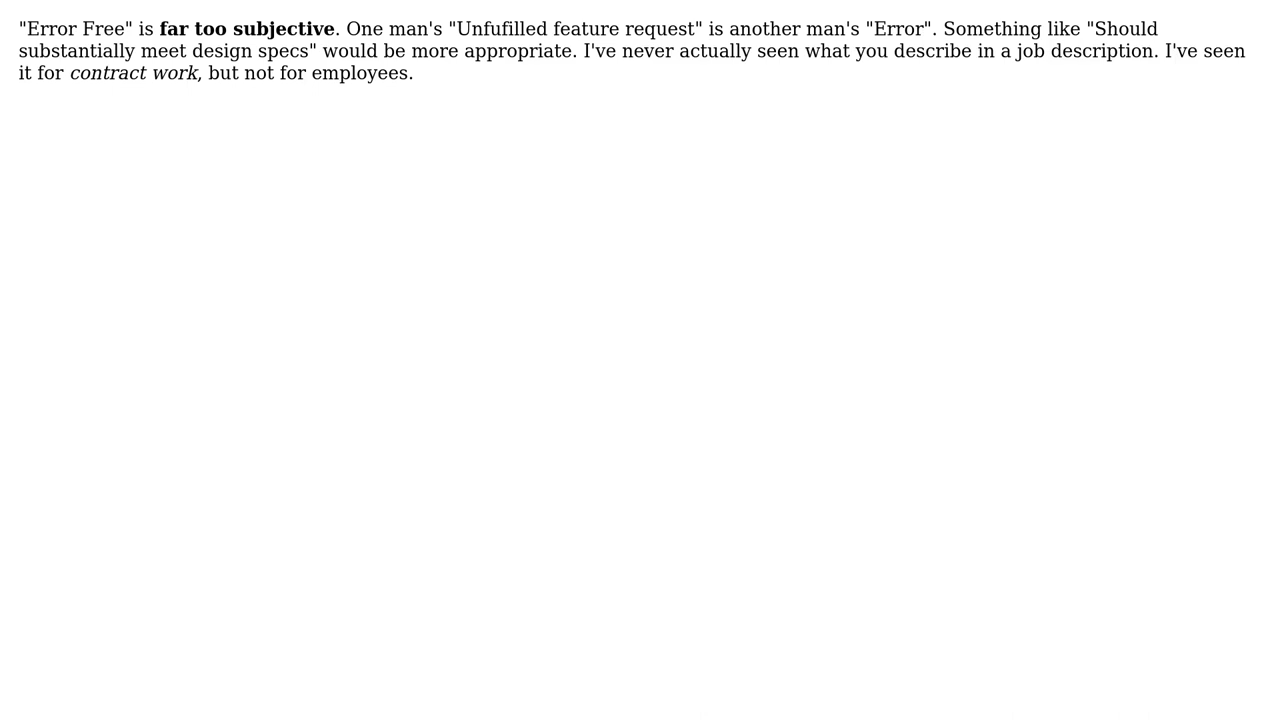 "Error Free" is far too subjective. One man's "Unfufilled feature request" is another man's "Error". Something like "Should
substantially meet design specs" would be more appropriate. I've never actually seen what you describe in a job description. I've seen
it for contract work, but not for employees.